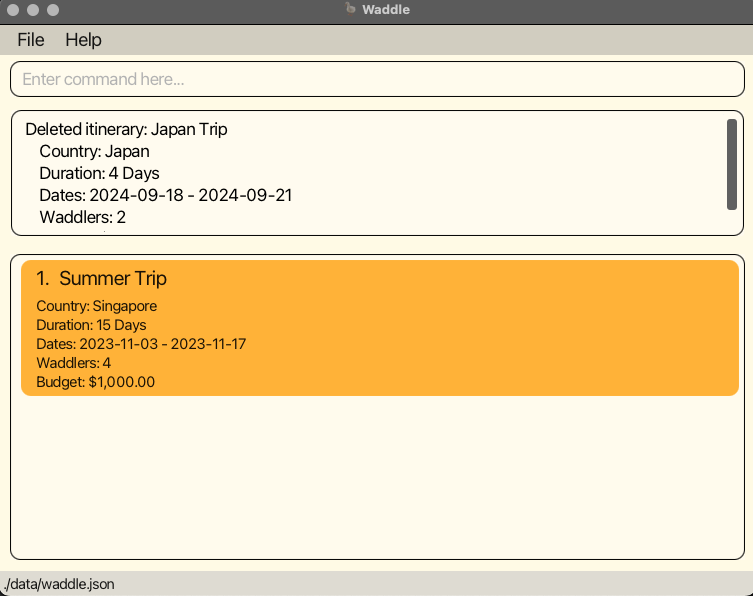 Waddle
File Help
Enter command here...
Deleted itinerary: Japan Trip
Country: Japan
Duration: 4 Days
Dates: 2024-09-18 - 2024-09-21
Waddlers: 2
1. Summer Trip
Country: Singapore
Duration: 15 Days
Dates: 2023-11-03 - 2023-11-17
Waddlers: 4
Budget: $1,000.00
./data/waddle.json